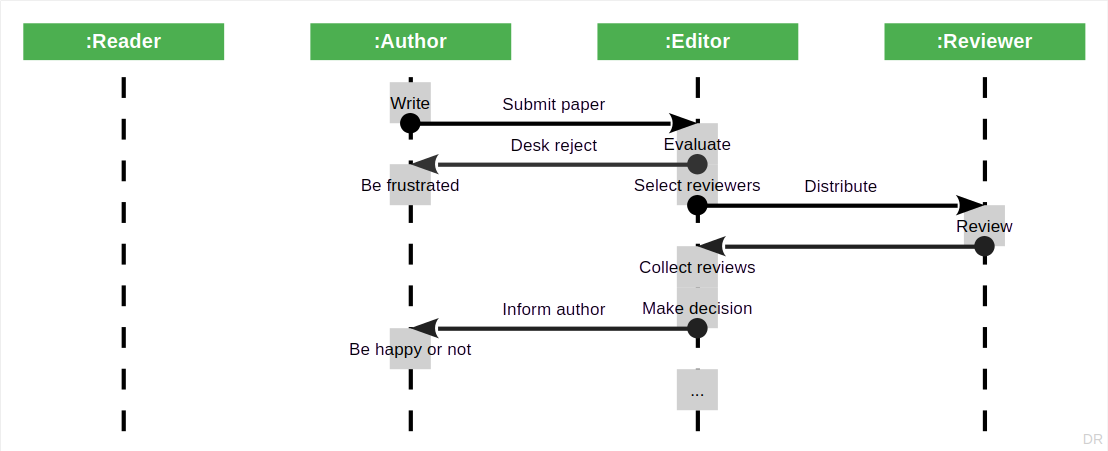 :Reader
:Author
:Editor
:Reviewer
Write
Submit paper
Desk reject
Evaluate
Be frustrated
Select reviewers
Distribute
Review
Collect reviews
Inform author
Make decision
Be happy or not
...
DR